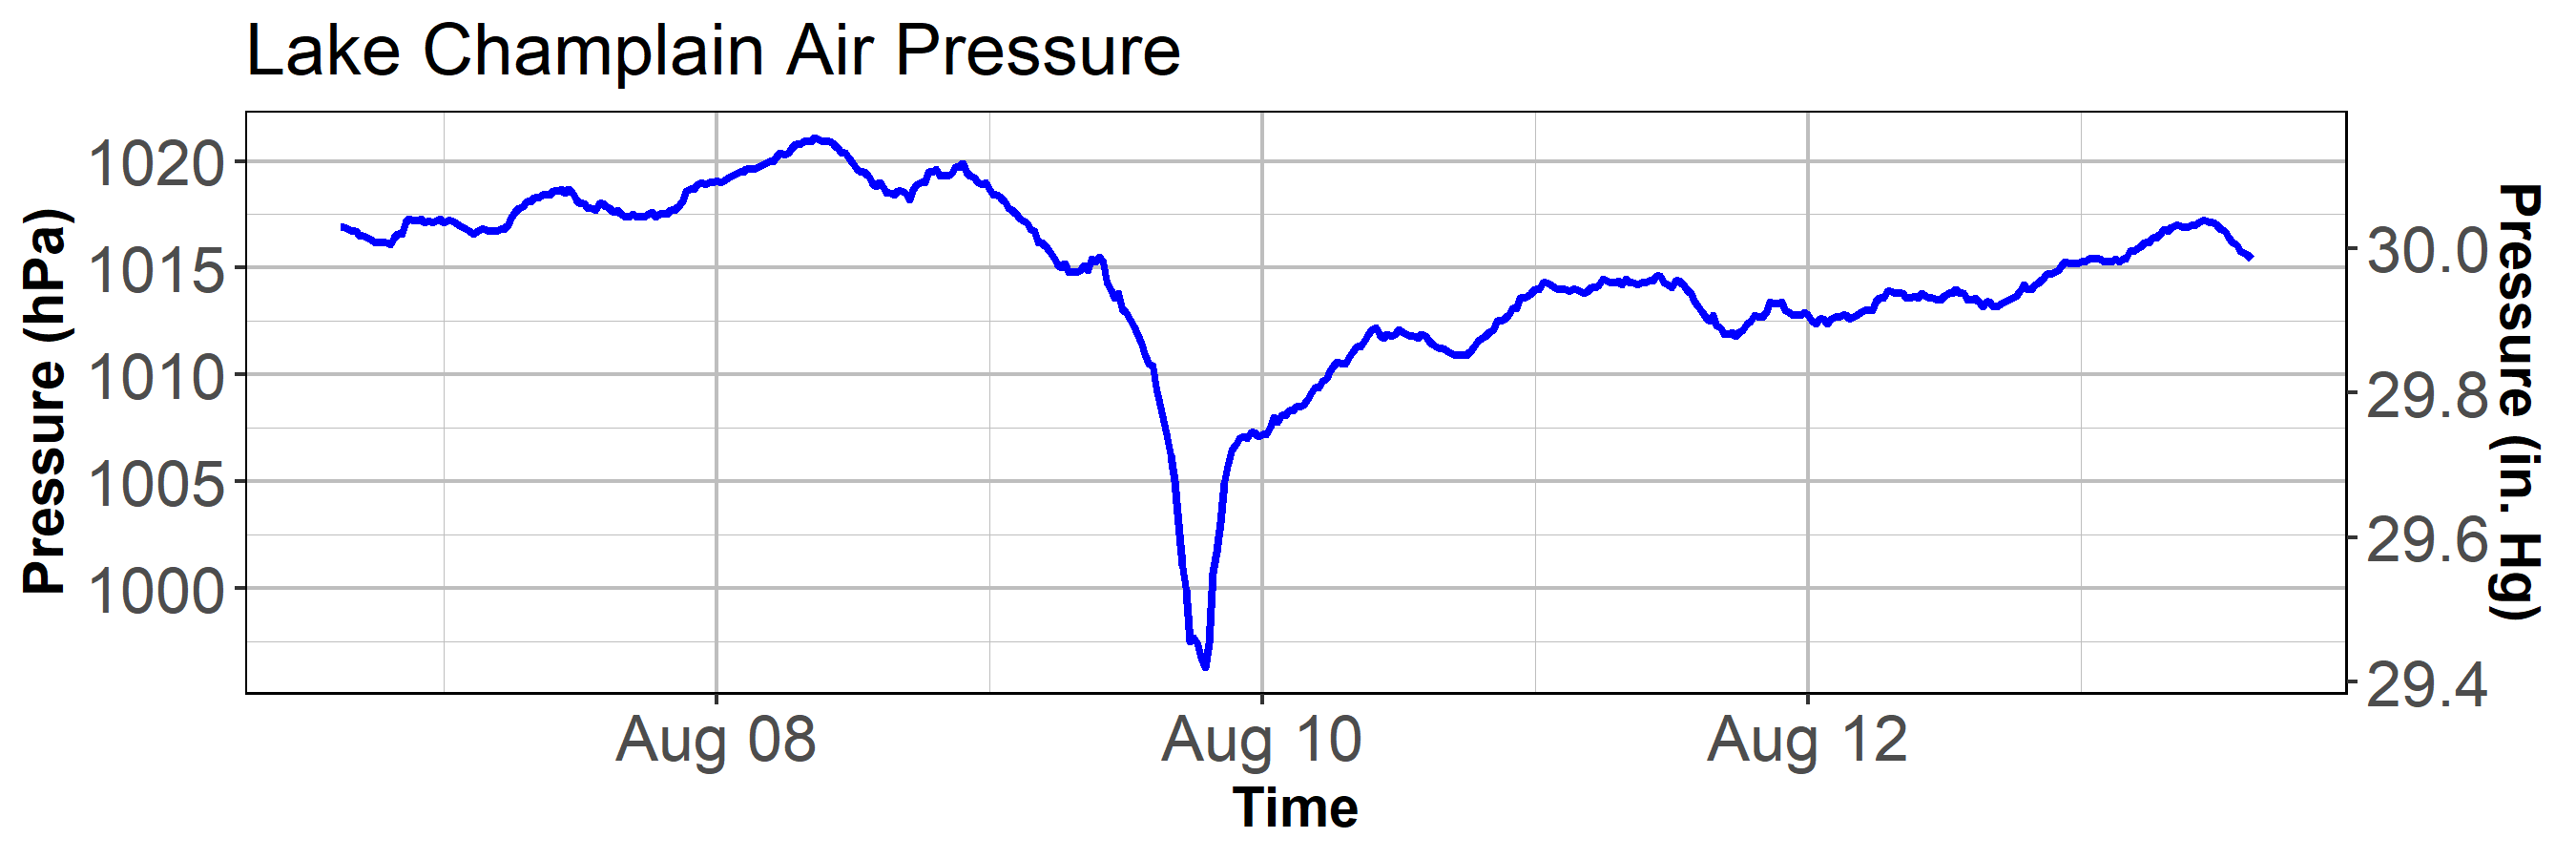 Lake Champlain Air Pressure
Pressure (hPa)
1020
1015
1010
1005
1000
30.0
29.8
29.6
29.4
Pressure (in. Hg)
Aug 08 Aug 10 Aug 12
Time